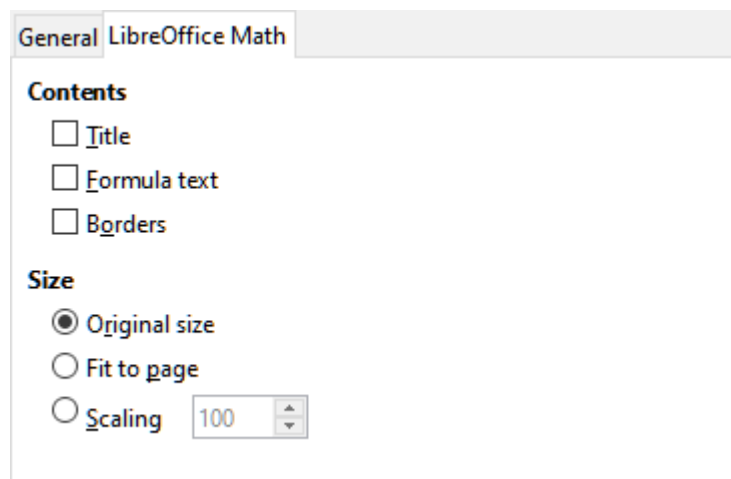 General LibreOffice Math
Contents
Title
Formula text
Borders
Size
Original size
Fit to page
Scaling 100